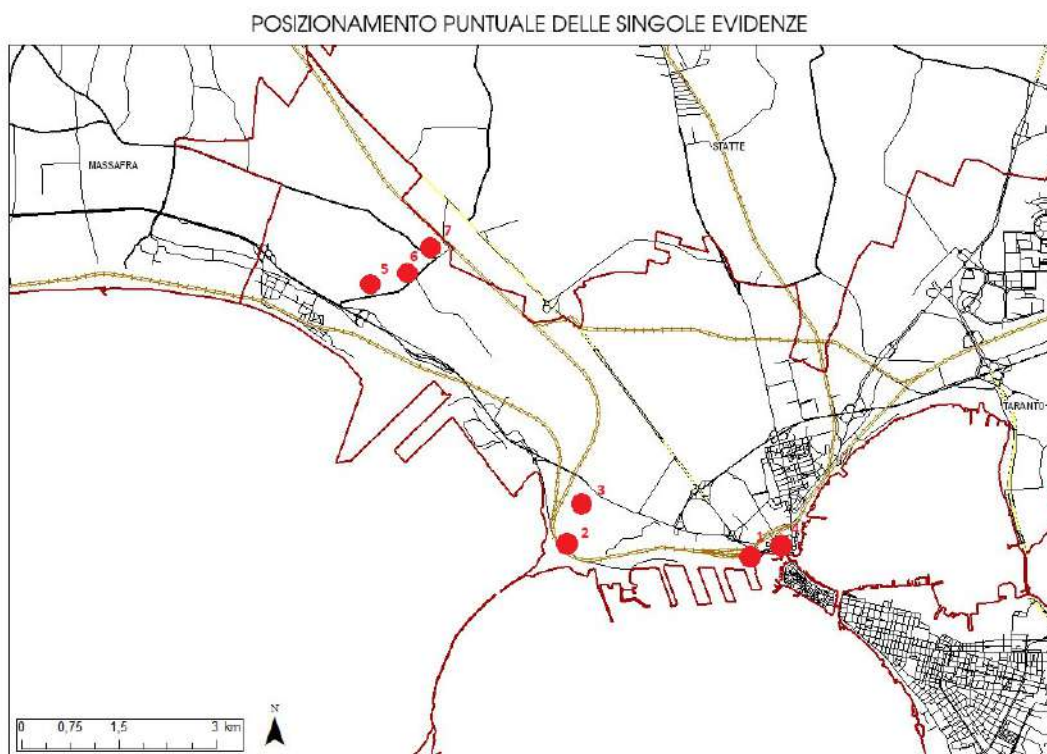 POSIZIONAMENTO PUNTUALE DELLE SINGOLE EVIDENZE
STATTE
MASSAFRA
7
6
5
TARANTO
3
2
1
4
N
0 0,75 1,5 3 km